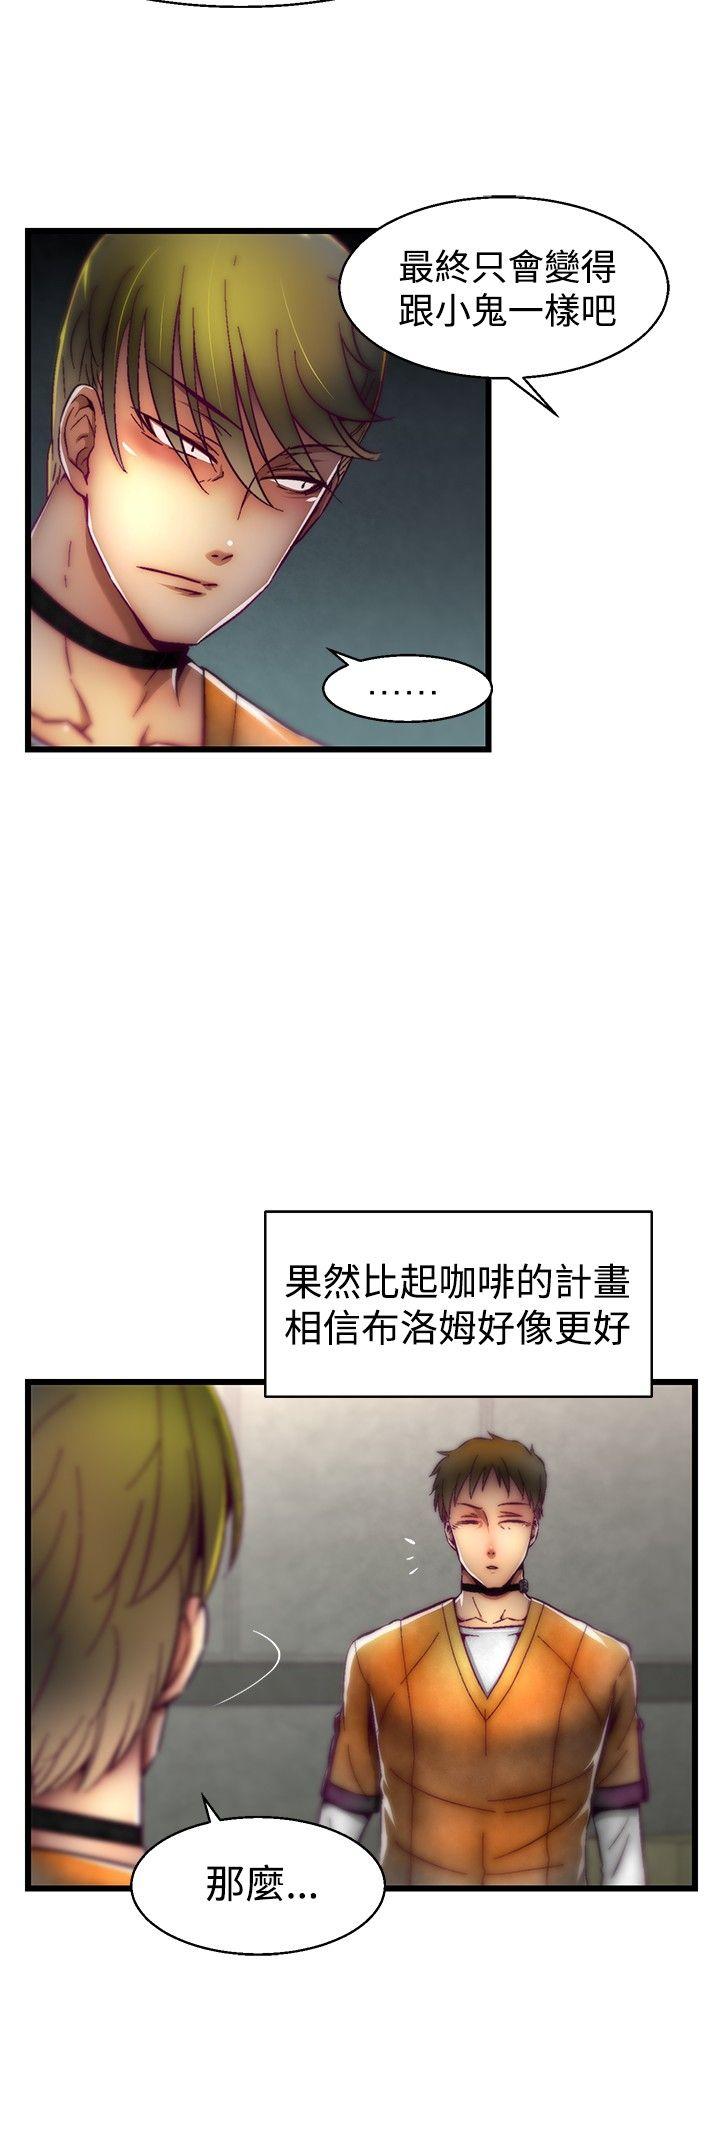 最終只會變得
跟小鬼一樣吧
……
果然比起咖啡的計畫
相信布洛姆好像更好
那麼…